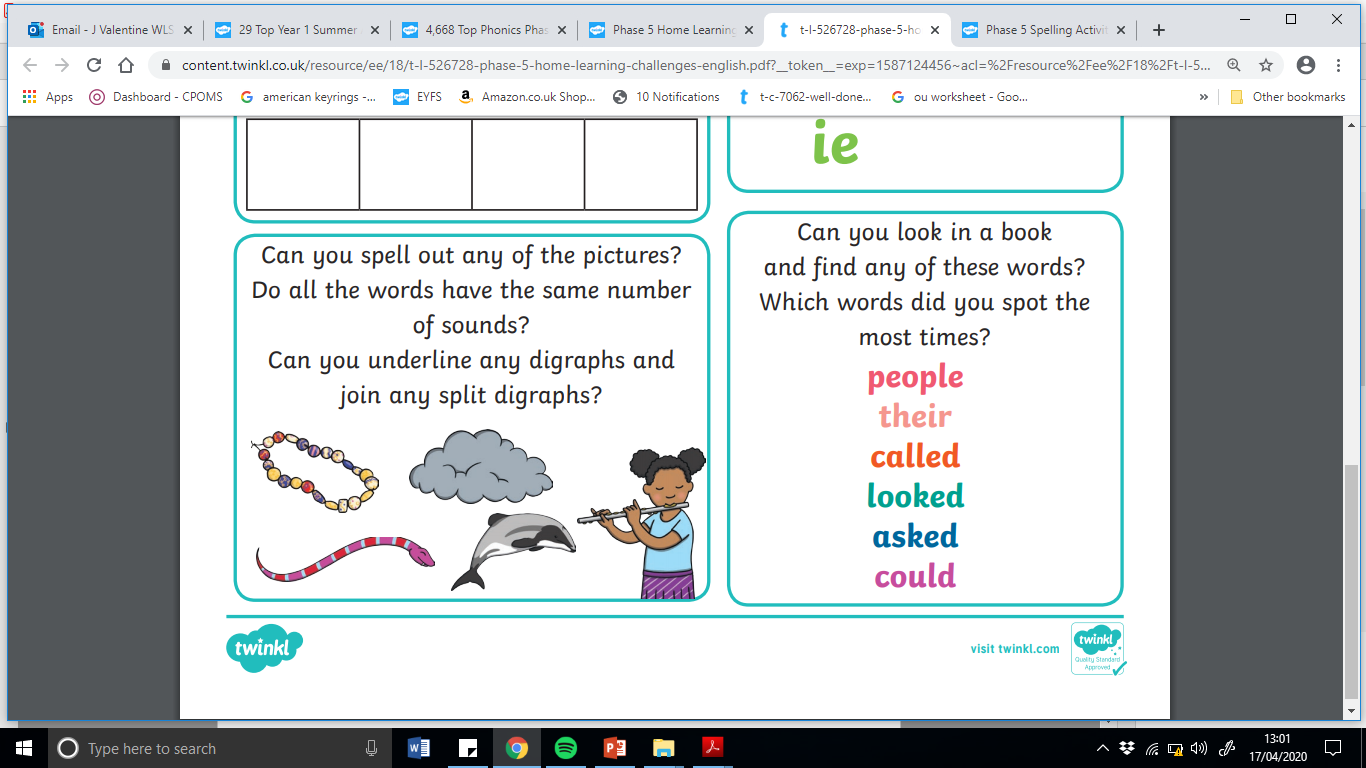 Email - J Valentine WLS
29 Top Year 1 Summer
4,668 Top Phonics Pha
Phase 5 Home Learning
t-l-526728-phase-5-ho
Phase 5 Spelling Activit
content.twinkl.co.uk/resource/ee/18/t-l-526728-phase-5-home-learning-challenges-english.pdf?__token__=exp=1587124456~acl=%2Fresource%2Fee%2F18%2Ft-l-5...
Apps
Dashboard - CPOMS
american keyrings -...
EYFS
Amazon.co.uk Shop...
10 Notifications
t-c-7062-well-done...
ou worksheet - Goo...
»
Other bookmarks
ie
Can you spell out any of the pictures?
Do all the words have the same number
of sounds?
Can you underline any digraphs and
join any split digraphs?
Can you look in a book
and find any of these words?
Which words did you spot the
most times?
people
their
called
looked
asked
could
twinkl
visit twinkl.com
twinkl
Quality Standard
Approved
Type here to search
13:01
17/04/2020